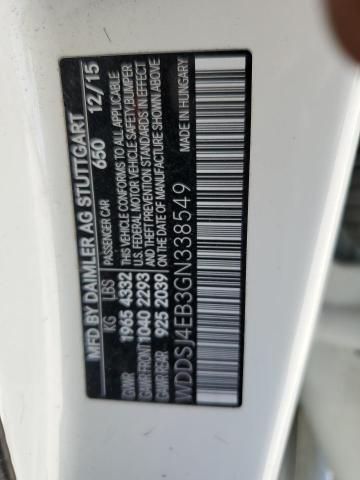 MFD BY DAIMLER AG STUTTGART
PASSENGER CAR 650 12/15
KG LBS
GVWR 1965 4332
GAWR FRONT 1040 2293
GAWR REAR 925 2039
THIS VEHICLE CONFORMS TO ALL APPLICABLE
U.S. FEDERAL MOTOR VEHICLE SAFETY, BUMPER
AND THEFT PREVENTION STANDARDS IN EFFECT
ON THE DATE OF MANUFACTURE SHOWN ABOVE
MADE IN HUNGARY
WDDSJ4EB3GN338549